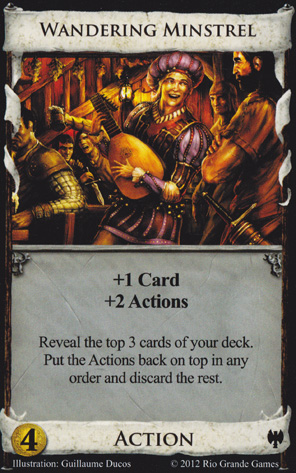 WANDERING MINSTREL
+1 Card
+2 Actions
Reveal the top 3 cards of your deck.
Put the Actions back on top in any
order and discard the rest.
4
ACTION
Illustration: Guillaume Ducos
© 2012 Rio Grande Games